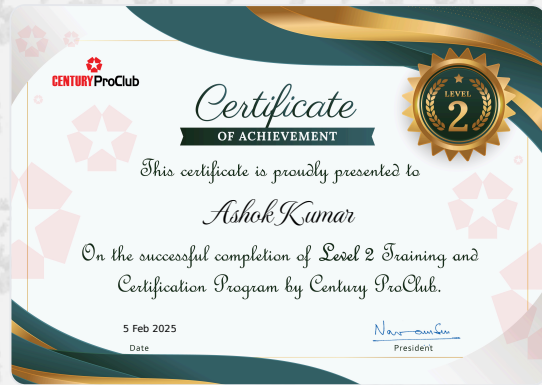 CENTURY ProClub
LEVEL
2
Certificate
OF ACHIEVEMENT
This certificate is proudly presented to
Ashok Kumar
On the successful completion of Level 2 Training and
Certification Program by Century ProClub.
5 Feb 2025
Date
President